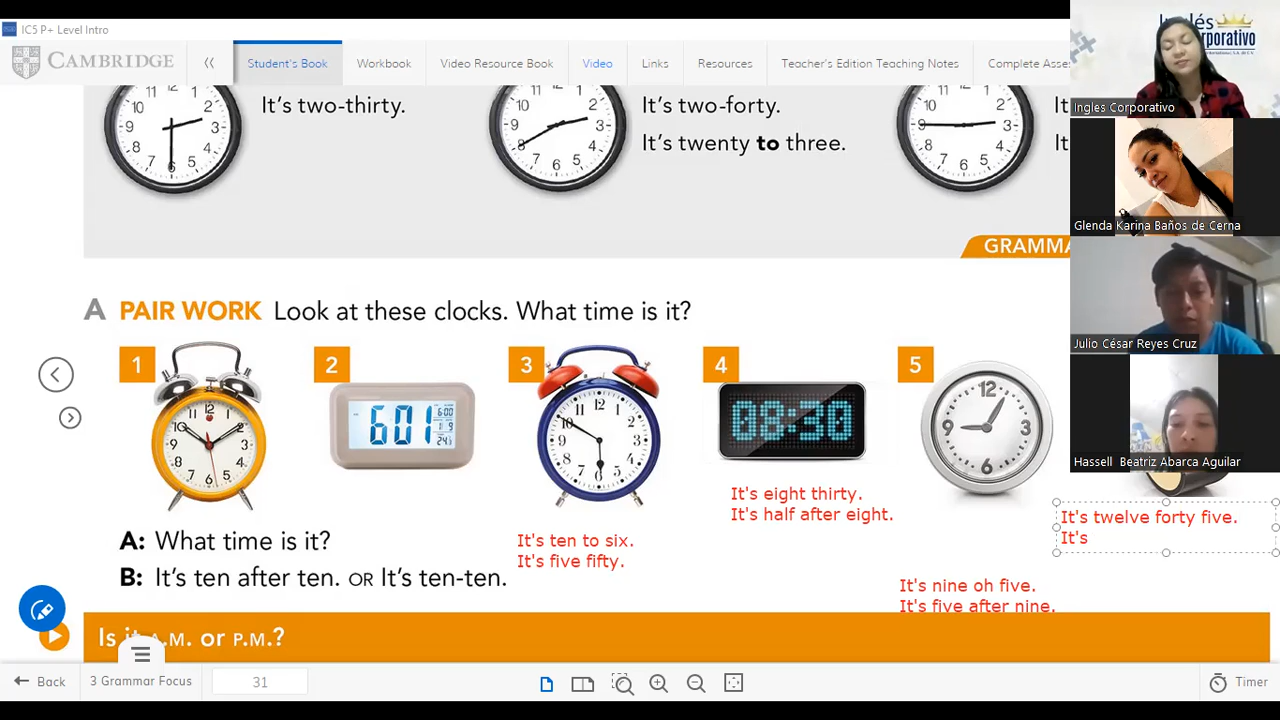 IC5 P+ Level Intro
CAMBRIDGE
Student's Book
Workbook
Video Resource Book
Video
Links
Resources
Teacher's Edition Teaching Notes
Complete Asse
Inglés
Corporativo
Ingles Corporativo
Glenda Karina Baños de Cerna
Julio César Reyes Cruz
Hassell Beatriz Abarca Aguilar
It's two-thirty.
It's two-forty.
It's twenty to three.
GRAMMA
A PAIR WORK Look at these clocks. What time is it?
1
2
3
4
5
601
08:30
It's eight thirty.
It's half after eight.
It's twelve forty five.
It's
It's ten to six.
It's five fifty.
A: What time is it?
B: It's ten after ten. OR It's ten-ten.
It's nine oh five.
It's five after nine.
Is it A.M. or P.M.?
Back
3 Grammar Focus
31
Timer